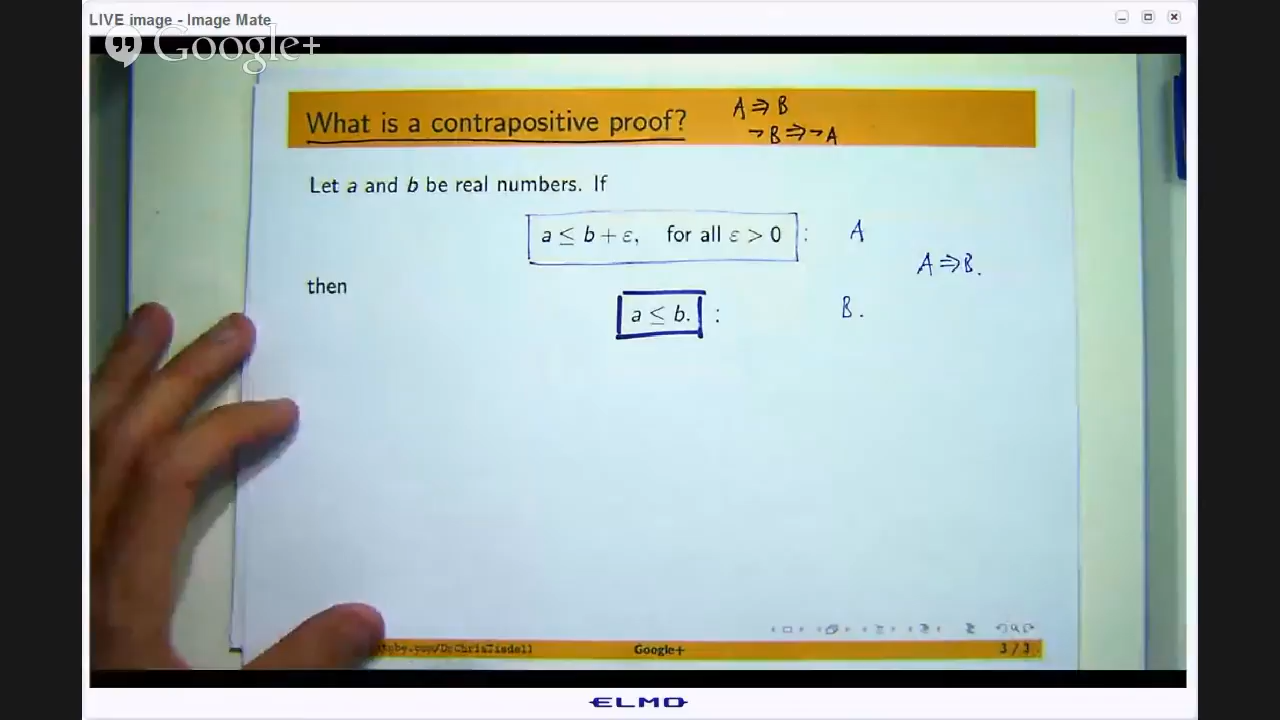 LIVE image - Image Mate
Google+
What is a contrapositive proof? A ⇒ B
¬B ⇒ ¬A
Let a and b be real numbers. If
a ≤ b + ε, for all ε > 0 : A
A ⇒ B.
then
a ≤ b. : B.
Google+ 3 / 3
ELMO